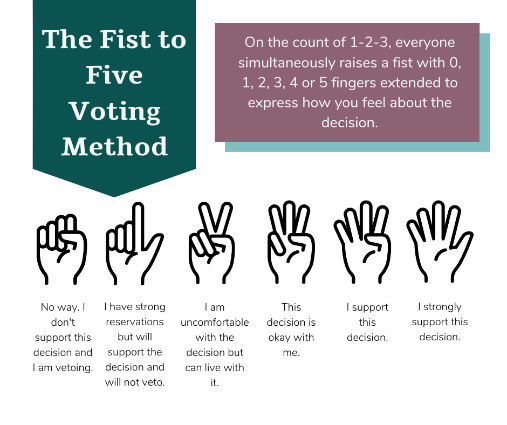 The Fist to
Five
Voting
Method
On the count of 1-2-3, everyone
simultaneously raises a fist with 0,
1, 2, 3, 4 or 5 fingers extended to
express how you feel about the
decision.
No way. I
don't
support this
decision and
I am vetoing.
I have strong
reservations
but will
support the
decision and
will not veto.
I am
uncomfortable
with the
decision but
can live with
it.
This
decision is
okay with
me.
I support
this
decision.
I strongly
support this
decision.